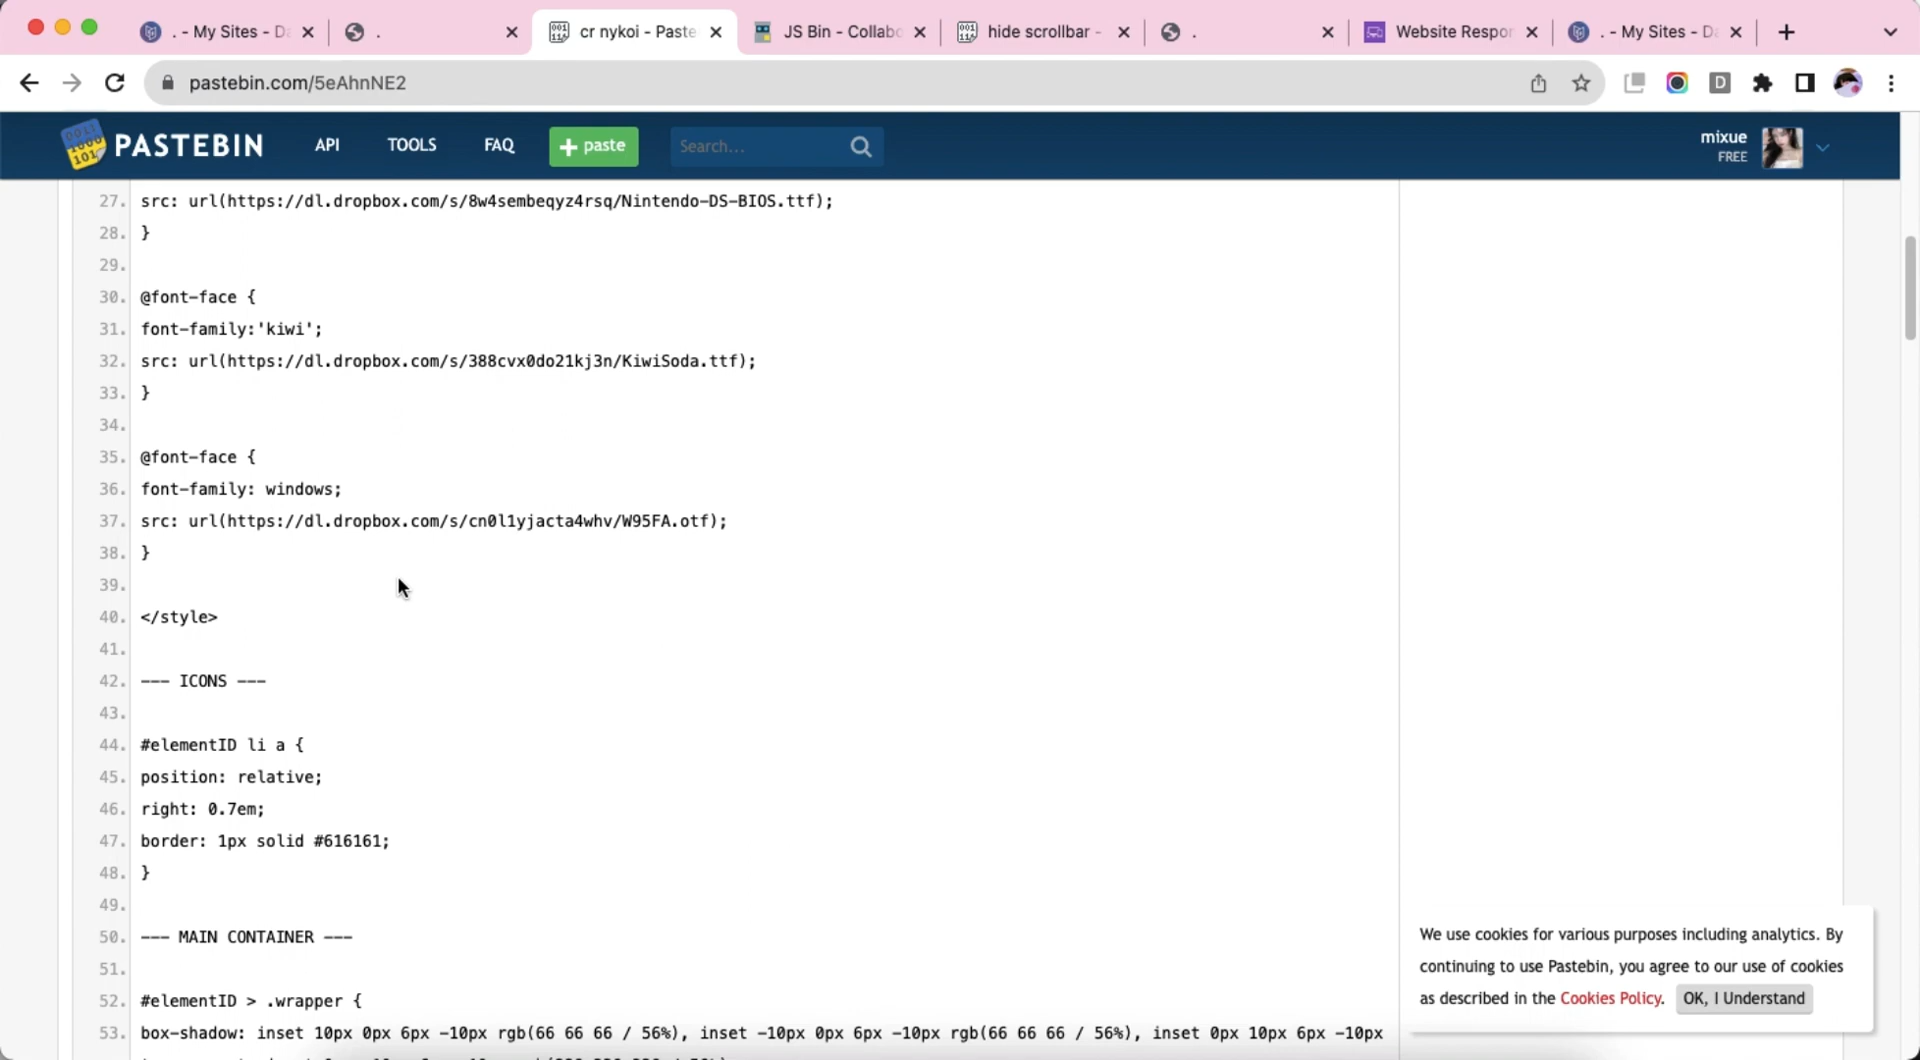 . - My Sites - Da
.
cr nykoi - Paste
JS Bin - Collabo
hide scrollbar -
.
Website Respon
. - My Sites - Da
pastebin.com/5eAhnNE2
D
PASTEBIN
API
TOOLS
FAQ
+ paste
Search...
mixue
FREE
27. src: url(https://dl.dropbox.com/s/8w4sembeqyz4rsq/Nintendo-DS-BIOS.ttf);
28. }
29.
30. @font-face {
31. font-family:'kiwi';
32. src: url(https://dl.dropbox.com/s/388cvx0do21kj3n/KiwiSoda.ttf);
33. }
34.
35. @font-face {
36. font-family: windows;
37. src: url(https://dl.dropbox.com/s/cn0l1yjacta4whv/W95FA.otf);
38. }
39.
40. </style>
41.
42. --- ICONS ---
43.
44. #elementID li a {
45. position: relative;
46. right: 0.7em;
47. border: 1px solid #616161;
48. }
49.
50. --- MAIN CONTAINER ---
51.
52. #elementID > .wrapper {
53. box-shadow: inset 10px 0px 6px -10px rgb(66 66 66 / 56%), inset -10px 0px 6px -10px rgb(66 66 66 / 56%), inset 0px 10px 6px -10px
We use cookies for various purposes including analytics. By
continuing to use Pastebin, you agree to our use of cookies
as described in the Cookies Policy. OK, I Understand